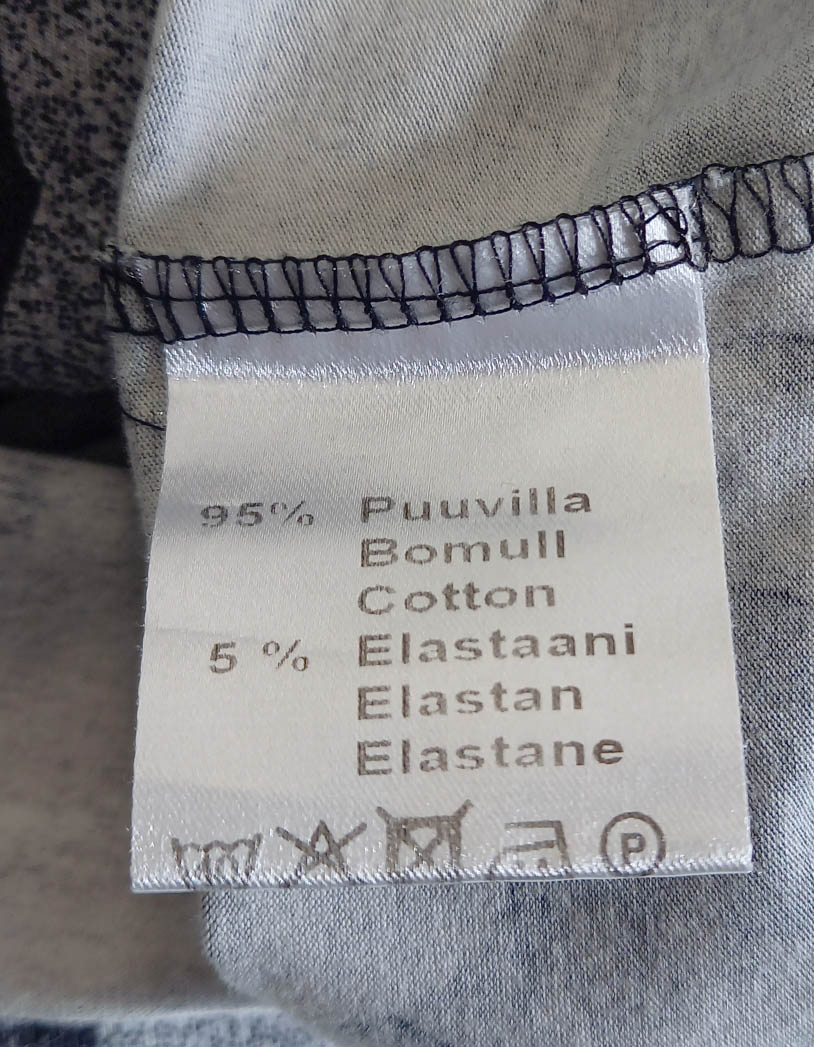 95% Puuvilla
Bomull
Cotton
5 % Elastaani
Elastan
Elastane
P